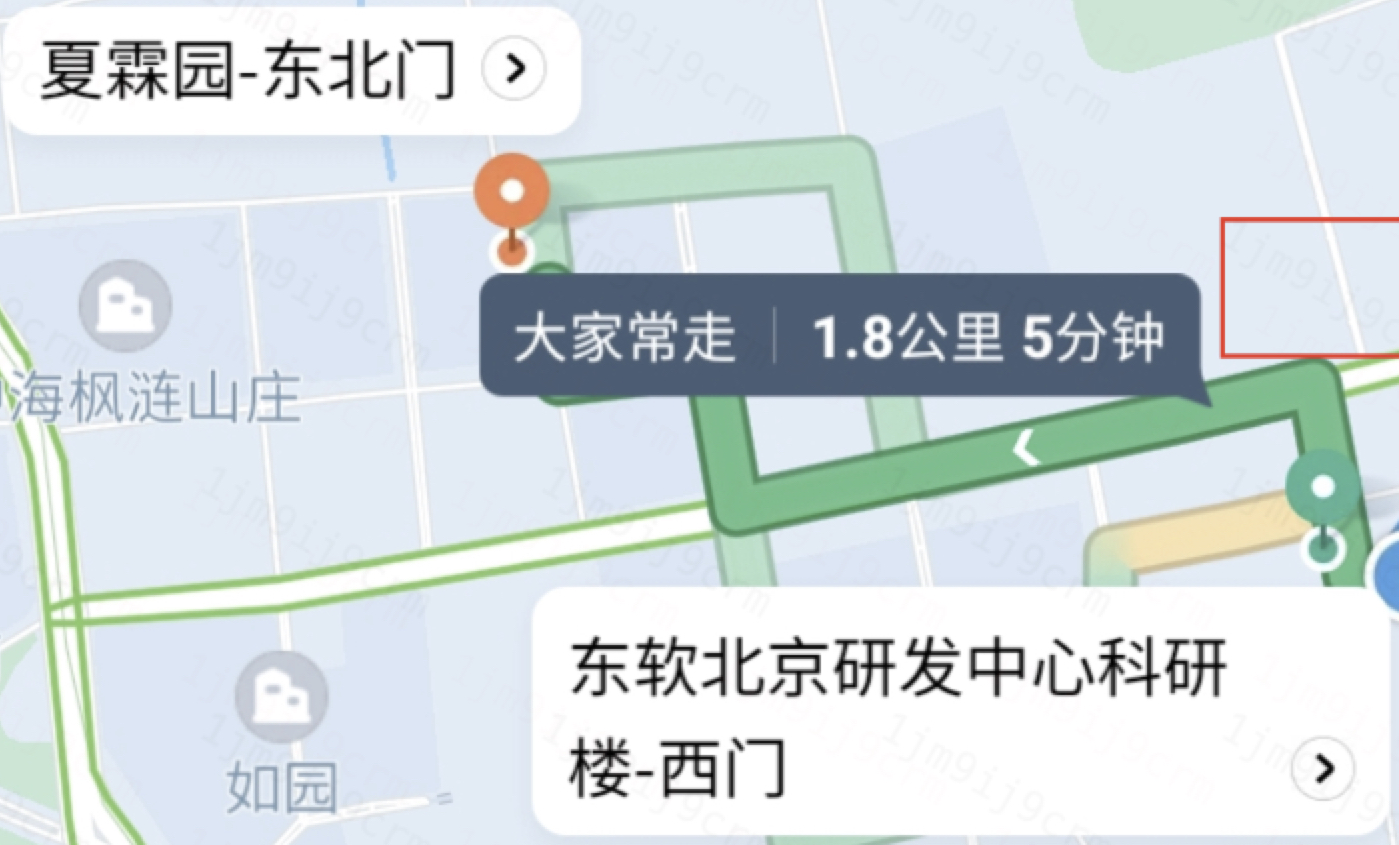 夏霖园-东北门
大家常走 1.8公里 5分钟
海枫涟山庄
东软北京研发中心科研
楼-西门
如园
1jm9ij9crm